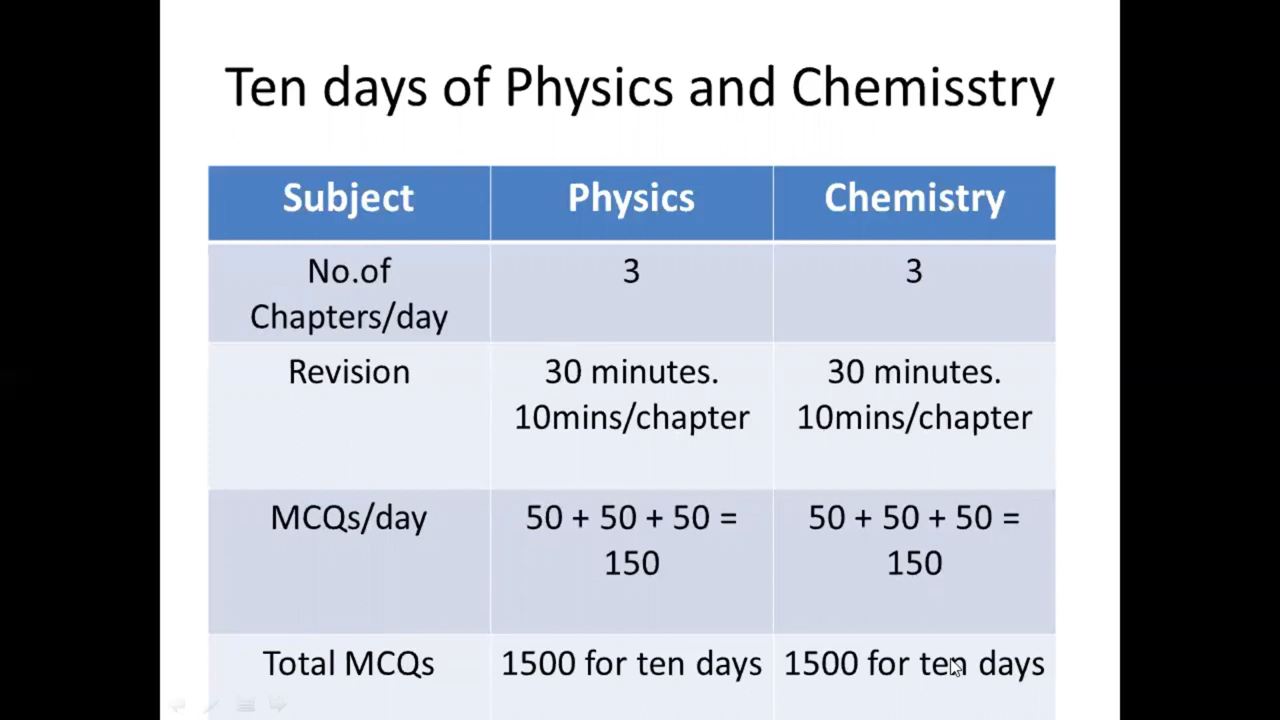 Ten days of Physics and Chemisstry
Subject Physics Chemistry
No.of 3 3
Chapters/day
Revision 30 minutes. 30 minutes.
10mins/chapter 10mins/chapter
MCQs/day 50 + 50 + 50 = 50 + 50 + 50 =
150 150
Total MCQs 1500 for ten days 1500 for ten days